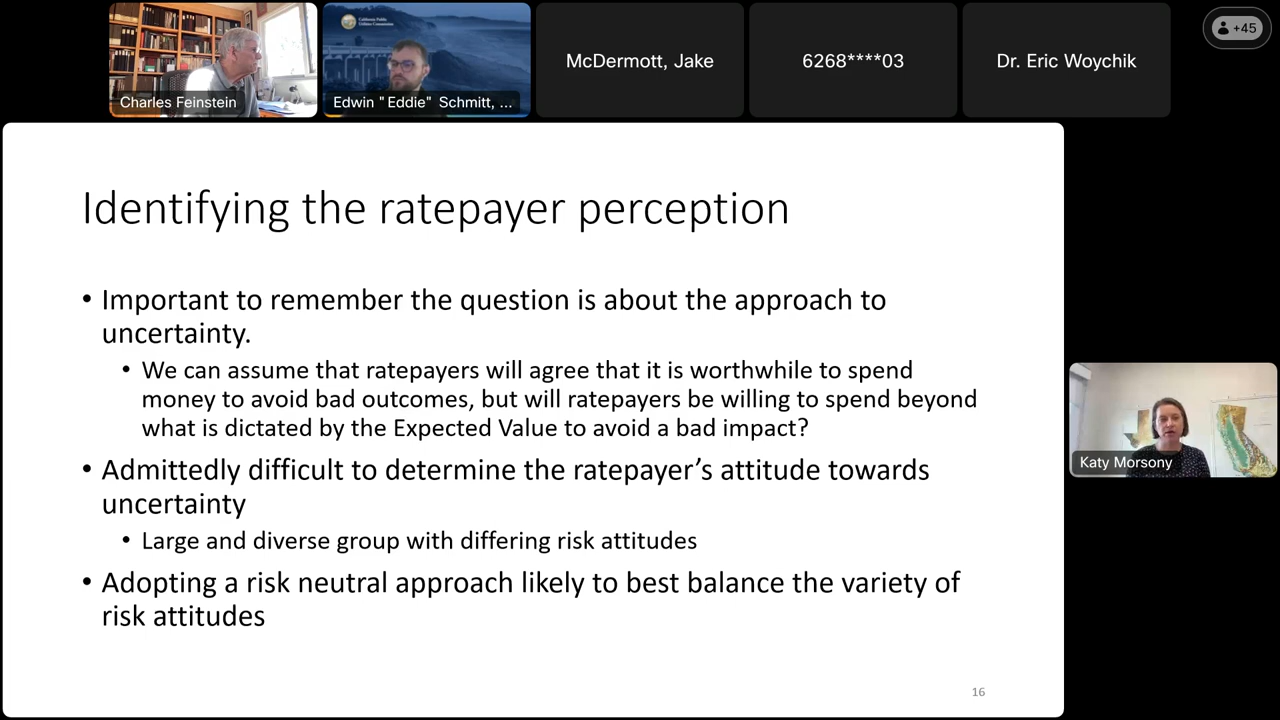 California Public
Utilities Commission
Charles Feinstein
Edwin "Eddie" Schmitt, ...
McDermott, Jake
6268****03
Dr. Eric Woychik
+45
Identifying the ratepayer perception
• Important to remember the question is about the approach to
uncertainty.
• We can assume that ratepayers will agree that it is worthwhile to spend
money to avoid bad outcomes, but will ratepayers be willing to spend beyond
what is dictated by the Expected Value to avoid a bad impact?
• Admittedly difficult to determine the ratepayer’s attitude towards
uncertainty
• Large and diverse group with differing risk attitudes
• Adopting a risk neutral approach likely to best balance the variety of
risk attitudes
16
Katy Morsony